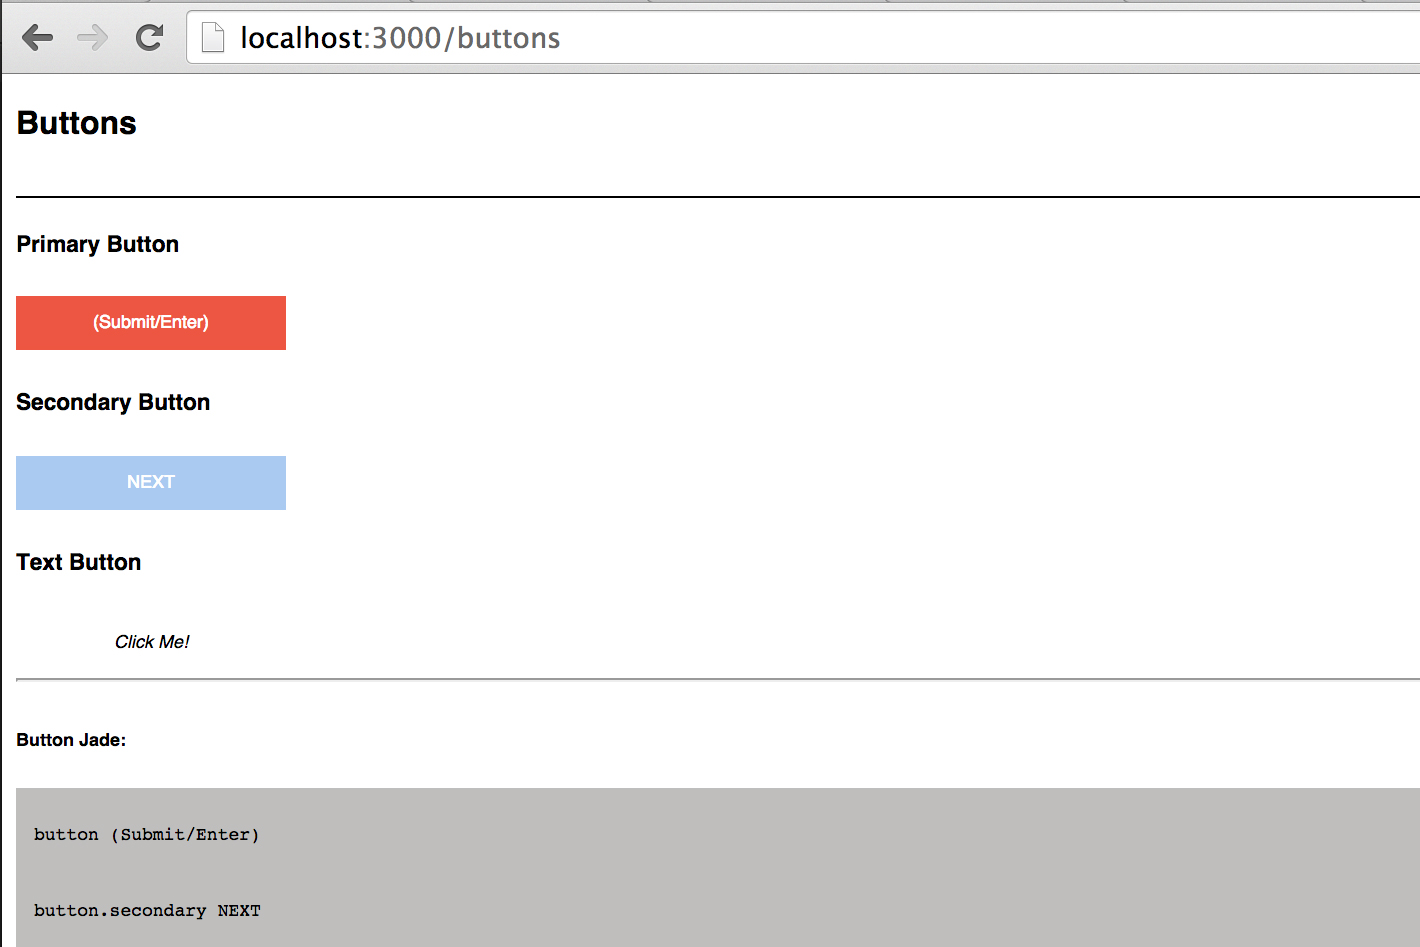 localhost:3000/buttons
Buttons
Primary Button
(Submit/Enter)
Secondary Button
NEXT
Text Button
Click Me!
Button Jade:
button (Submit/Enter)
button.secondary NEXT